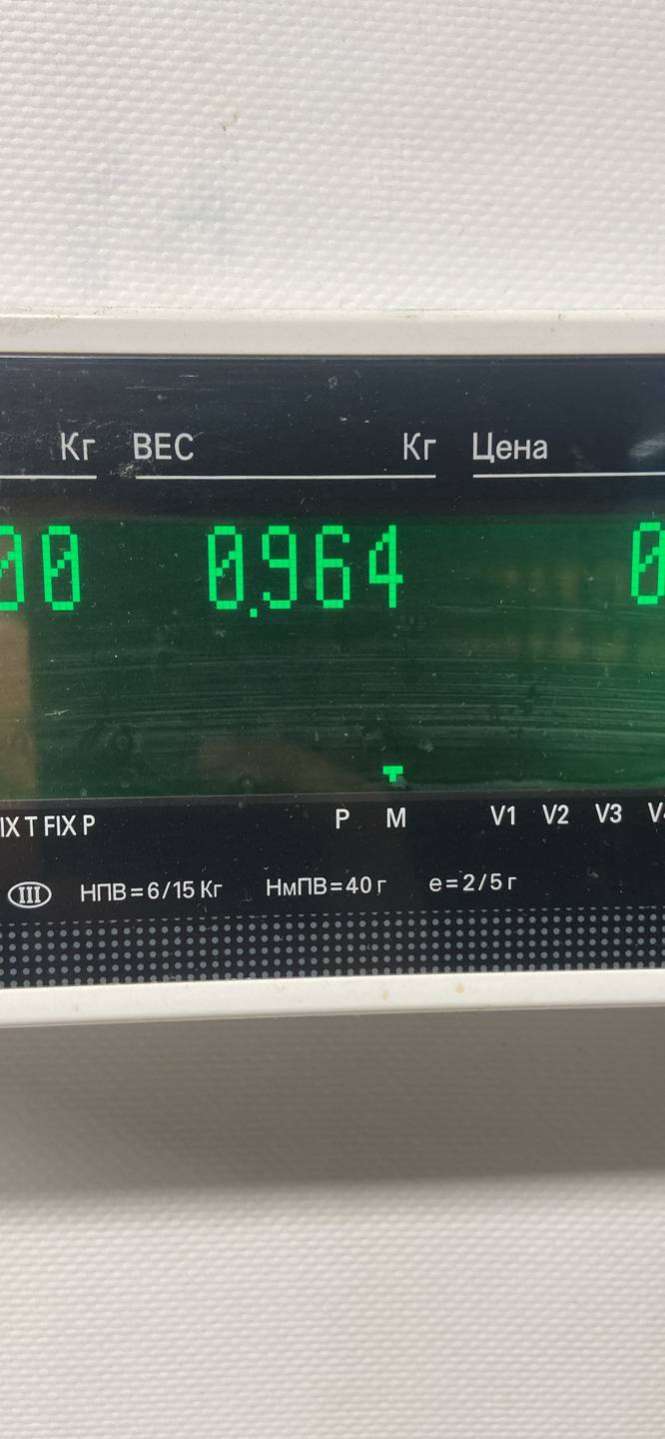 Кг ВЕС Кг Цена
00 0.964 0
IX T FIX P P M V1 V2 V3
III НПВ=6/15 Кг НмПВ=40 г e=2/5 г